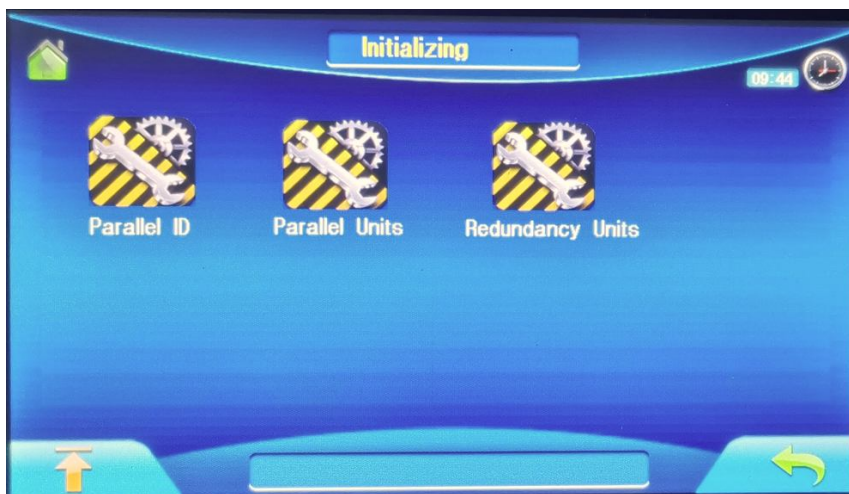 Initializing
09:44
Parallel ID
Parallel Units
Redundancy Units